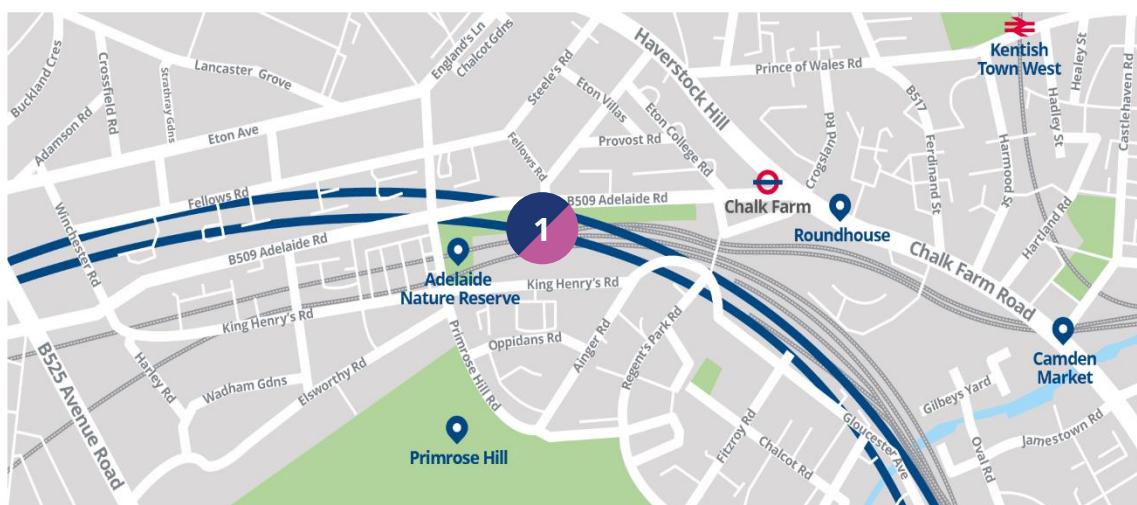 Buckland Cres
Crossfield Rd
Lancaster Grove
Strathray Gdns
Adamson Rd
Eton Ave
England's Ln
Chalcot Gdns
Steele's Rd
Haverstock Hill
Prince of Wales Rd
Kentish
Town West
Healey St
Hadley St
Castlehaven Rd
B517
Ferdinand St
Crogsland Rd
Harmood St
Hartland Rd
Eton Villas
Eton College Rd
Provost Rd
Fellows Rd
Fellows Rd
Winchester Rd
B509 Adelaide Rd
B509 Adelaide Rd
1
Chalk Farm
Roundhouse
Chalk Farm Road
Adelaide
Nature Reserve
King Henry's Rd
King Henry's Rd
Harley Rd
Wadham Gdns
Elsworthy Rd
Primrose Hill Rd
Oppidans Rd
Ainger Rd
Regent's Park Rd
B525 Avenue Road
Primrose Hill
Fitzroy Rd
Chalcot Rd
Gloucester Ave
Camden
Market
Gilbeys Yard
Oval Rd
Jamestown Rd